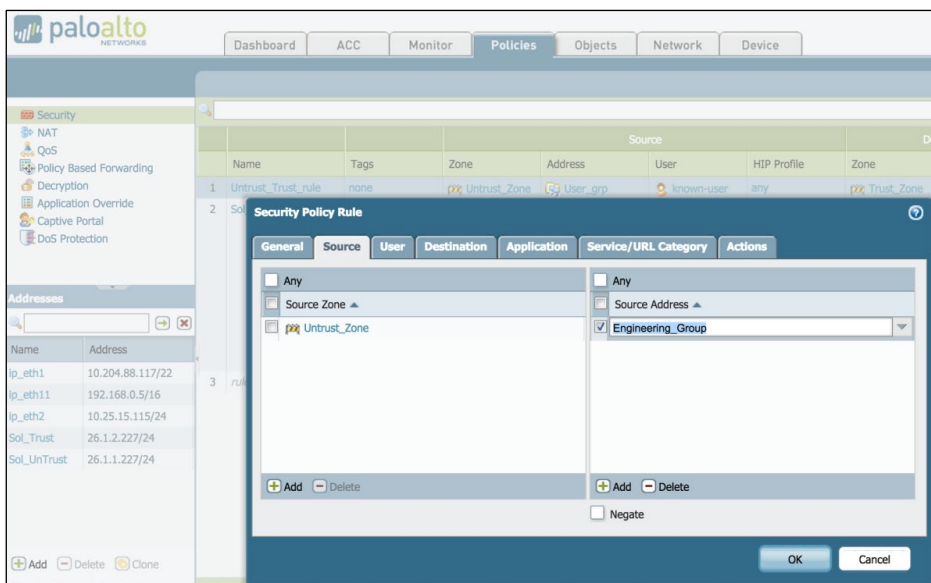 paloalto
NETWORKS
Dashboard ACC Monitor Policies Objects Network Device
Security
NAT
QoS
Policy Based Forwarding
Decryption
Application Override
Captive Portal
DoS Protection
Source D
Name Tags Zone Address User HIP Profile Zone
1 Untrust_Trust_rule none Untrust_Zone User_grp known-user any Trust_Zone
2 Sol
3 rule
Security Policy Rule
General Source User Destination Application Service/URL Category Actions
Any
Source Zone
Untrust_Zone
Add Delete
Any
Source Address
Engineering_Group
Add Delete
Negate
OK Cancel
Addresses
Name Address
ip_eth1 10.204.88.117/22
ip_eth11 192.168.0.5/16
ip_eth2 10.25.15.115/24
Sol_Trust 26.1.2.227/24
Sol_UnTrust 26.1.1.227/24
Add Delete Clone